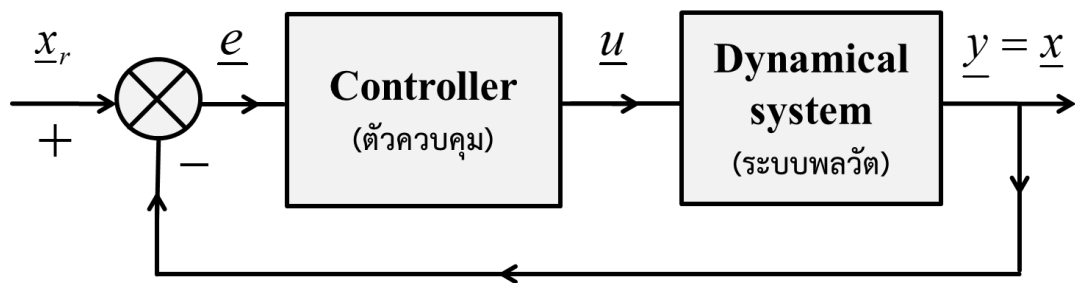 x_r
e
u
y = x
+
−
Controller
(ตัวควบคุม)
Dynamical
system
(ระบบพลวัต)